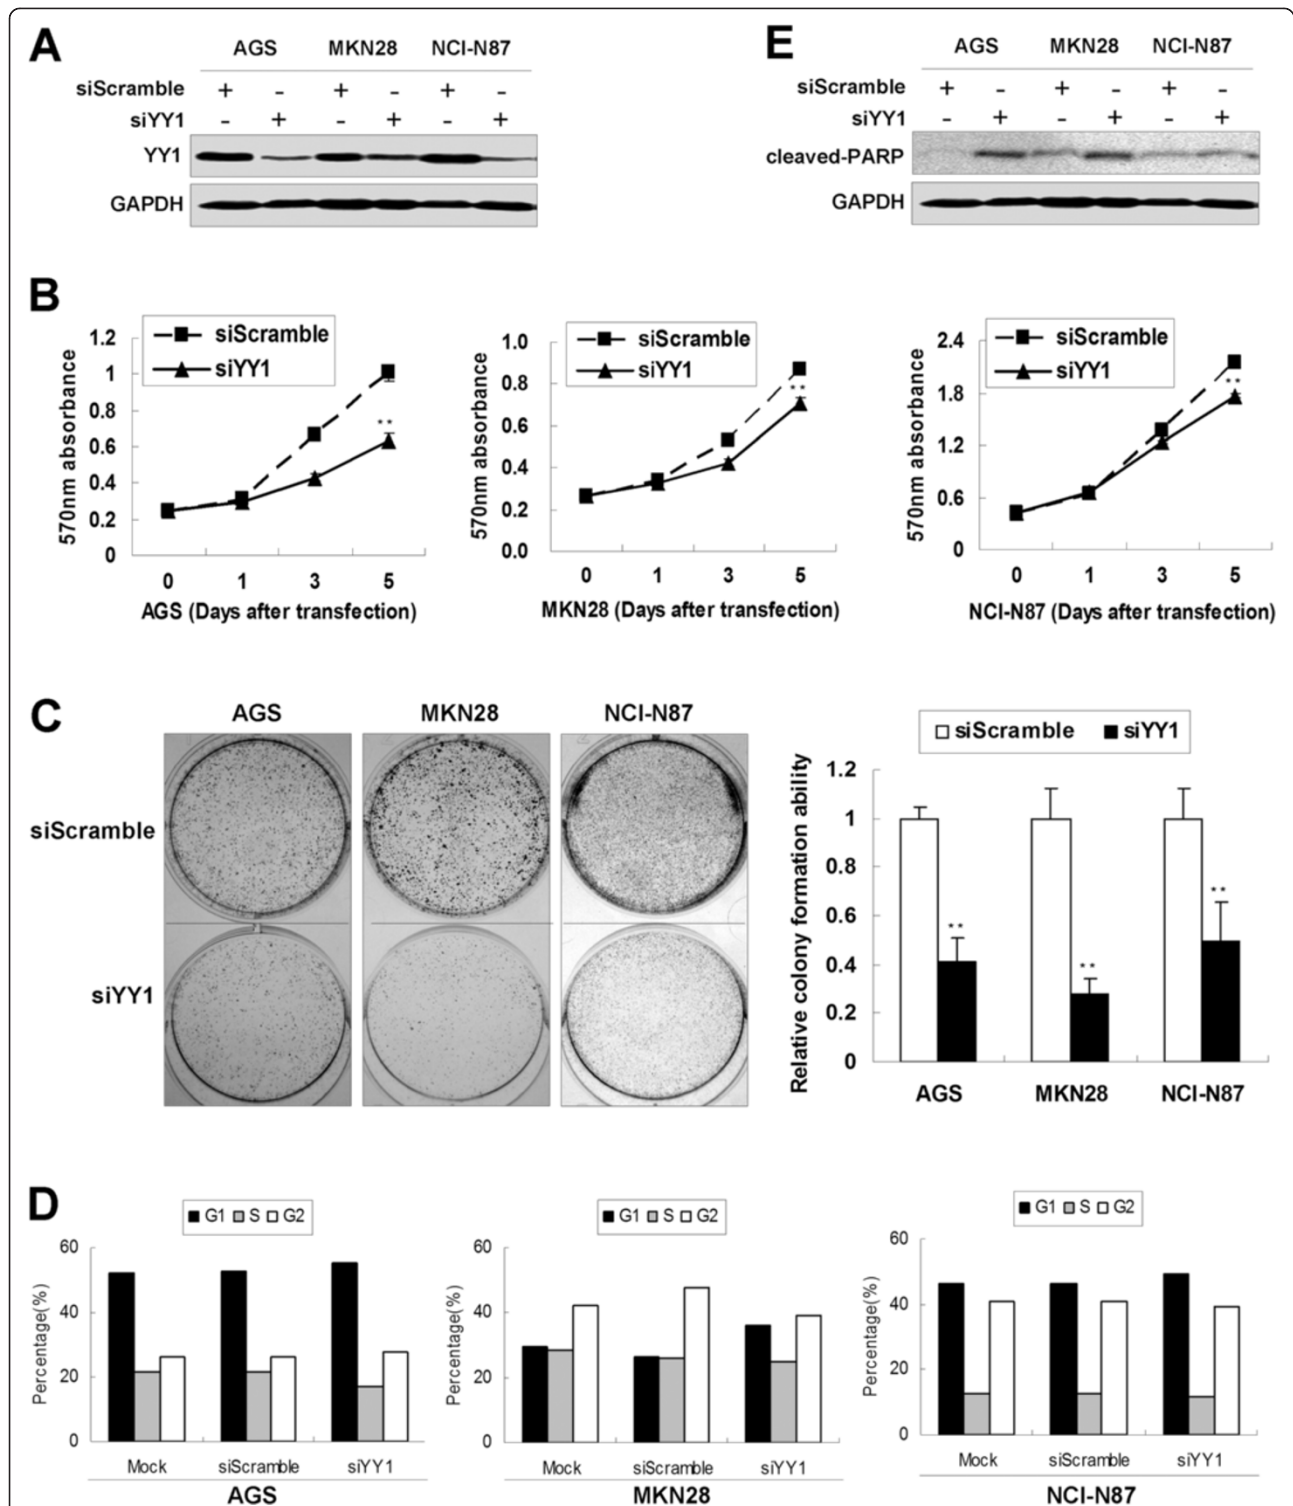 A
AGS MKN28 NCI-N87
siScramble + - + - + -
siYY1 - + - + - +
YY1
GAPDH
E
AGS MKN28 NCI-N87
siScramble + - + - + -
siYY1 - + - + - +
cleaved-PARP
GAPDH
B
siScramble
siYY1
570nm absorbance
1.2
1
0.8
0.6
0.4
0.2
0
**
0 1 3 5
AGS (Days after transfection)
siScramble
siYY1
570nm absorbance
1.0
0.8
0.6
0.4
0.2
0.0
**
0 1 3 5
MKN28 (Days after transfection)
siScramble
siYY1
570nm absorbance
2.4
1.8
1.2
0.6
0
**
0 1 3 5
NCI-N87 (Days after transfection)
C
AGS MKN28 NCI-N87
siScramble
siYY1
siScramble siYY1
Relative colony formation ability
1.2
1
0.8
0.6
0.4
0.2
0
**
**
**
AGS MKN28 NCI-N87
D
G1 S G2
Percentage(%)
60
40
20
0
Mock siScramble siYY1
AGS
G1 S G2
Percentage(%)
60
40
20
0
Mock siScramble siYY1
MKN28
G1 S G2
Percentage(%)
60
40
20
0
Mock siScramble siYY1
NCI-N87